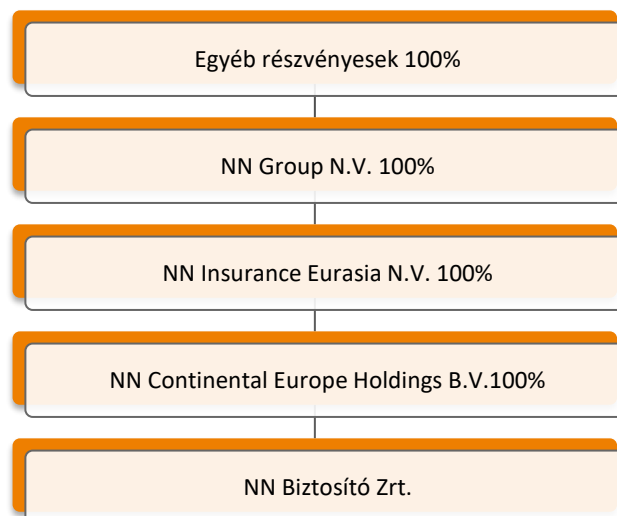 Egyéb részvényesek 100%
NN Group N.V. 100%
NN Insurance Eurasia N.V. 100%
NN Continental Europe Holdings B.V.100%
NN Biztosító Zrt.